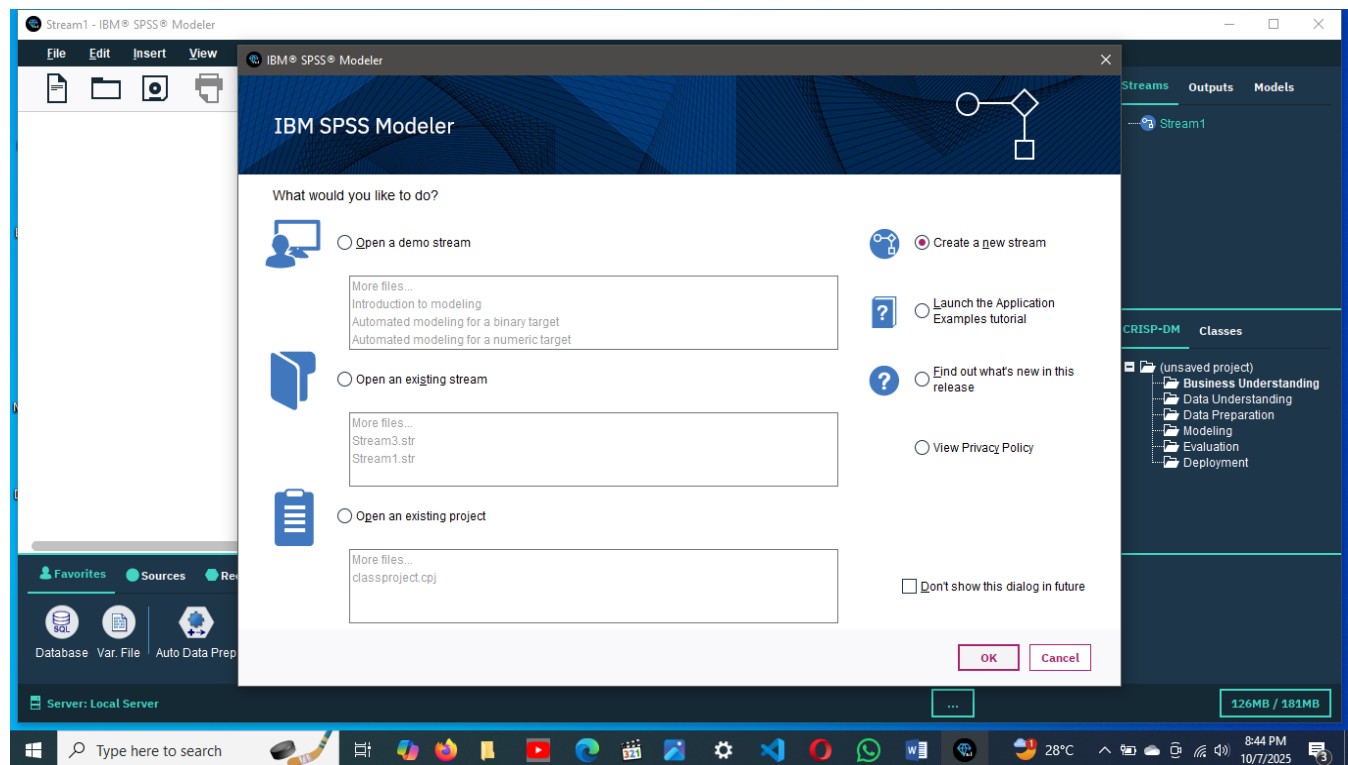 Stream1 - IBM® SPSS® Modeler
File Edit Insert View
IBM® SPSS® Modeler
IBM SPSS Modeler
What would you like to do?
Open a demo stream
More files...
Introduction to modeling
Automated modeling for a binary target
Automated modeling for a numeric target
Open an existing stream
More files...
Stream3.str
Stream1.str
Open an existing project
More files...
classproject.cpj
Create a new stream
Launch the Application
Examples tutorial
Find out what's new in this
release
View Privacy Policy
Don't show this dialog in future
OK Cancel
Streams Outputs Models
Stream1
CRISP-DM Classes
(unsaved project)
Business Understanding
Data Understanding
Data Preparation
Modeling
Evaluation
Deployment
Favorites Sources Re
SQL
Database Var. File Auto Data Prep
Server: Local Server
...
126MB / 181MB
Type here to search
321
28°C
8:44 PM
10/7/2025
3